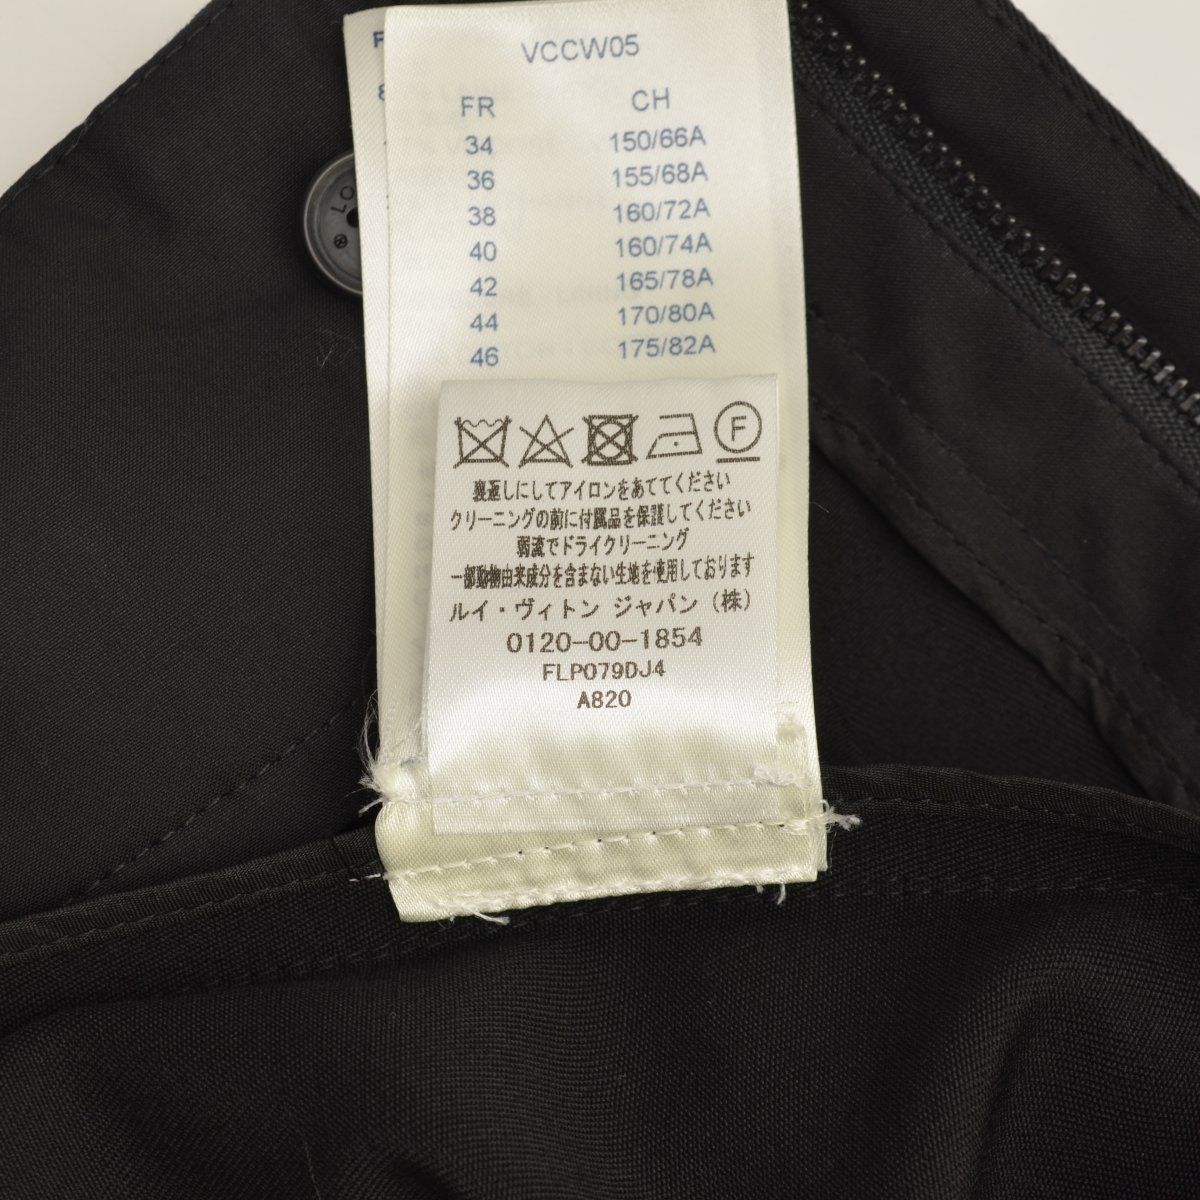 VCCW05
FR CH
34 150/66A
36 155/68A
38 160/72A
40 160/74A
42 165/78A
44 170/80A
46 175/82A
F
裏返しにしてアイロンをあててください
クリーニングの前に付属品を保護してください
弱流でドライクリーニング
一部動物由来成分を含まない生地を使用しております
ルイ・ヴィトン ジャパン(株)
0120-00-1854
FLP079DJ4
A820
LO